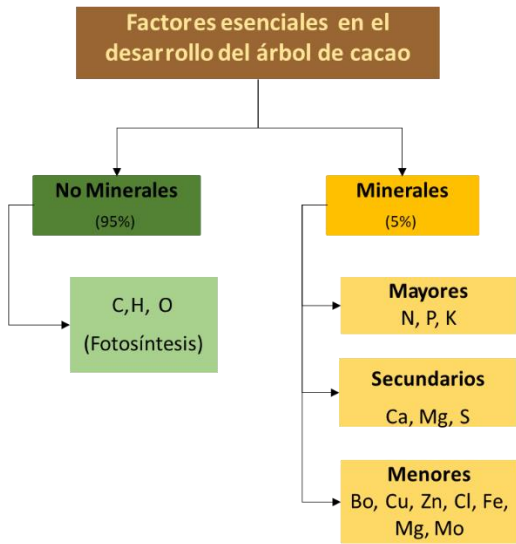 Factores esenciales en el
desarrollo del árbol de cacao
No Minerales
(95%)
C,H, O
(Fotosíntesis)
Minerales
(5%)
Mayores
N, P, K
Secundarios
Ca, Mg, S
Menores
Bo, Cu, Zn, Cl, Fe,
Mg, Mo